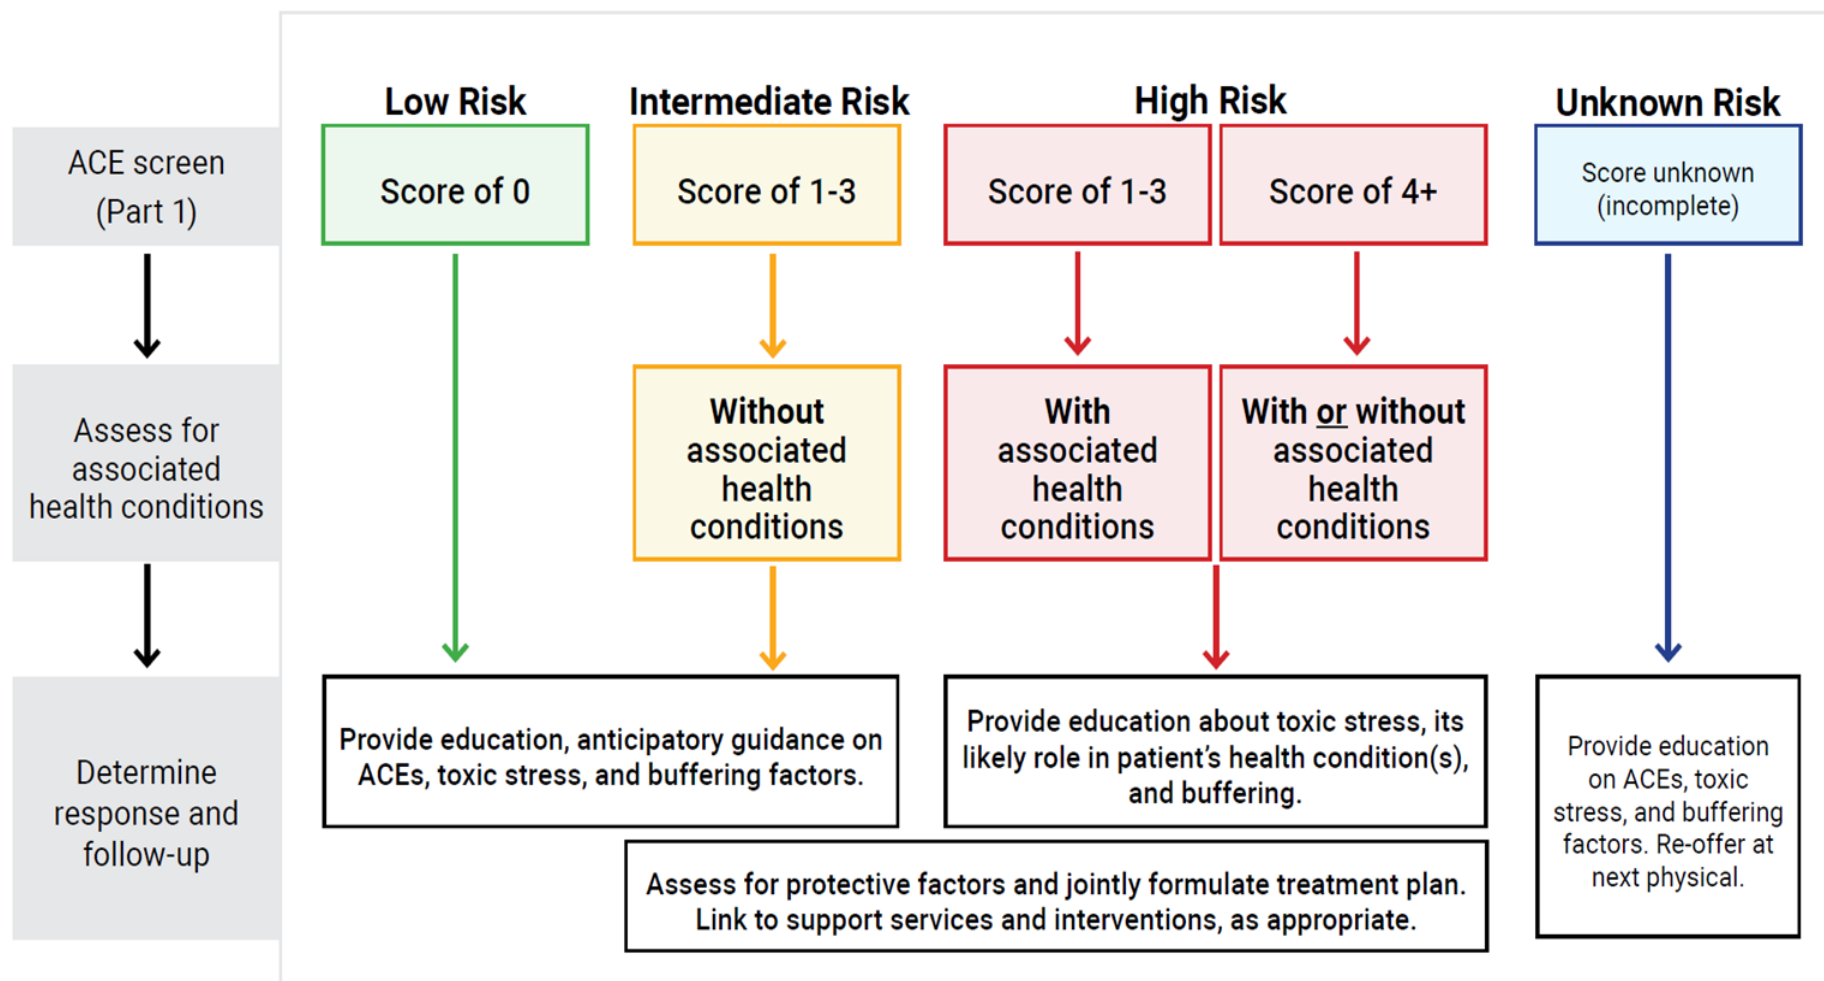 Low Risk
Intermediate Risk
High Risk
Unknown Risk
ACE screen
(Part 1)
Score of 0
Score of 1-3
Score of 1-3
Score of 4+
Score unknown
(incomplete)
Assess for
associated
health conditions
Without
associated
health
conditions
With
associated
health
conditions
With or without
associated
health
conditions
Determine
response and
follow-up
Provide education, anticipatory guidance on
ACEs, toxic stress, and buffering factors.
Provide education about toxic stress, its
likely role in patient’s health condition(s),
and buffering.
Provide education
on ACEs, toxic
stress, and buffering
factors. Re-offer at
next physical.
Assess for protective factors and jointly formulate treatment plan.
Link to support services and interventions, as appropriate.